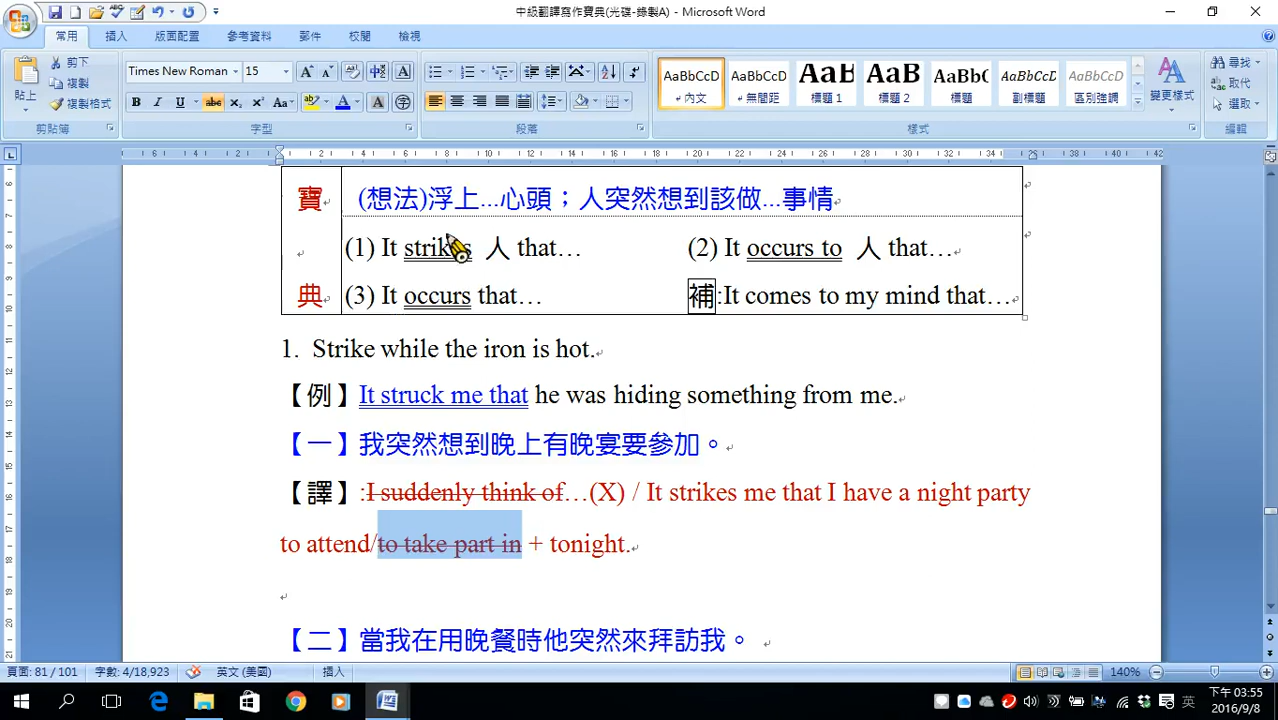 中級翻譯寫作寶典(光碟-錄製A) - Microsoft Word
常用 插入 版面配置 參考資料 郵件 校閱 檢視
貼上 剪下 複製 複製格式 剪貼簿
Times New Roman 15 字型
段落
AaBbCcD 內文 AaBbCcD 無間距 AaBb 標題 1 AaB 標題 2 AaBbC 標題 AaBbCcD 副標題 AaBbCcD 區別強調 變更樣式 樣式
尋找 取代 選取 編輯
寶 (想法)浮上...心頭；人突然想到該做...事情
(1) It strikes 人 that… (2) It occurs to 人 that…
典 (3) It occurs that… 補:It comes to my mind that…
1. Strike while the iron is hot.
【例】It struck me that he was hiding something from me.
【一】我突然想到晚上有晚宴要參加。
【譯】:I suddenly think of…(X) / It strikes me that I have a night party
to attend/to take part in + tonight.
【二】當我在用晚餐時他突然來拜訪我。
頁面: 81 / 101 字數: 4/18,923 英文 (美國) 插入 140%
英 下午 03:55
2016/9/8